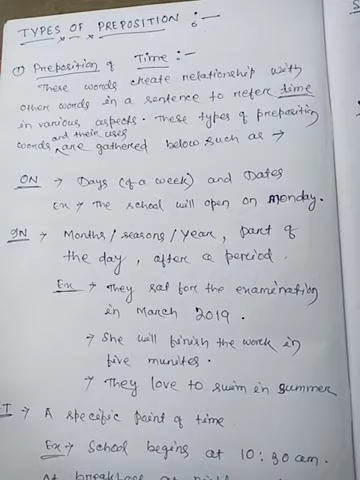 TYPES OF PREPOSITION :-
① Preposition of Time :-
These words create relationship with
other words in a sentence to refer time
in various aspects. These types of preposition
and their uses
words are gathered below such as →
ON → Days (of a week) and Dates
Ex → The school will open on Monday.
IN → Months / seasons / Year, part of
the day, after a period.
Ex → They sat for the examination
in March 2019.
→ She will finish the work in
five munites.
→ They love to swim in summer
T → A specific point of time
Ex → School begins at 10:30 am.
At breakfast at